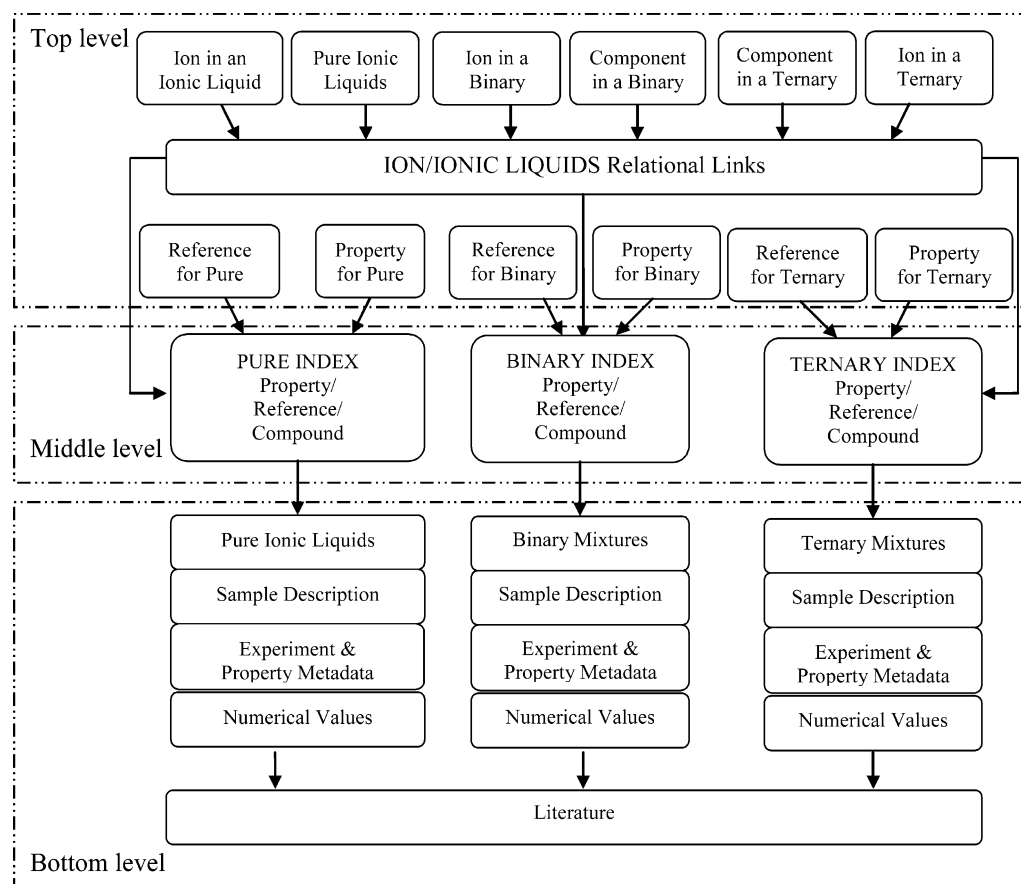 Top level
Ion in an
Ionic Liquid
Pure Ionic
Liquids
Ion in a
Binary
Component
in a Binary
Component
in a Ternary
Ion in a
Ternary
ION/IONIC LIQUIDS Relational Links
Reference
for Pure
Property
for Pure
Reference
for Binary
Property
for Binary
Reference
for Ternary
Property
for Ternary
Middle level
PURE INDEX
Property/
Reference/
Compound
BINARY INDEX
Property/
Reference/
Compound
TERNARY INDEX
Property/
Reference/
Compound
Pure Ionic Liquids
Sample Description
Experiment &
Property Metadata
Numerical Values
Binary Mixtures
Sample Description
Experiment &
Property Metadata
Numerical Values
Ternary Mixtures
Sample Description
Experiment &
Property Metadata
Numerical Values
Literature
Bottom level